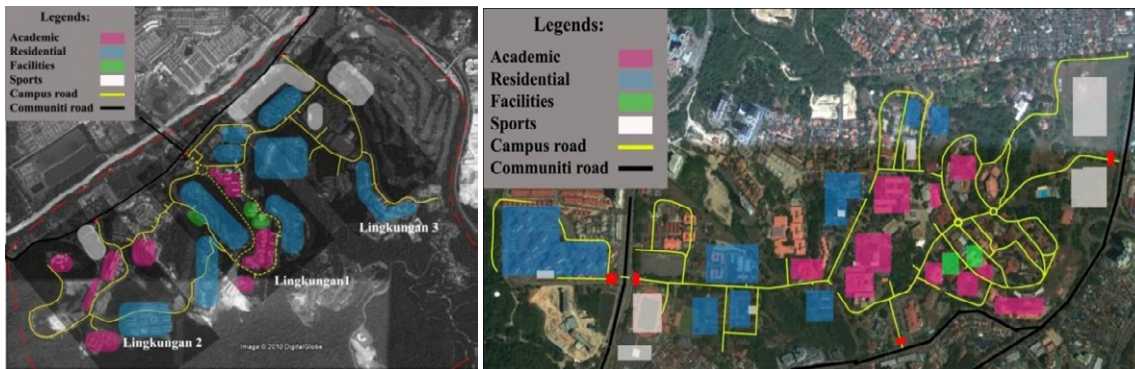 Legends:
Academic
Residential
Facilities
Sports
Campus road
Communiti road
Lingkungan 3
Lingkungan1
Lingkungan 2
Image © 2010 DigitalGlobe
Legends:
Academic
Residential
Facilities
Sports
Campus road
Communiti road